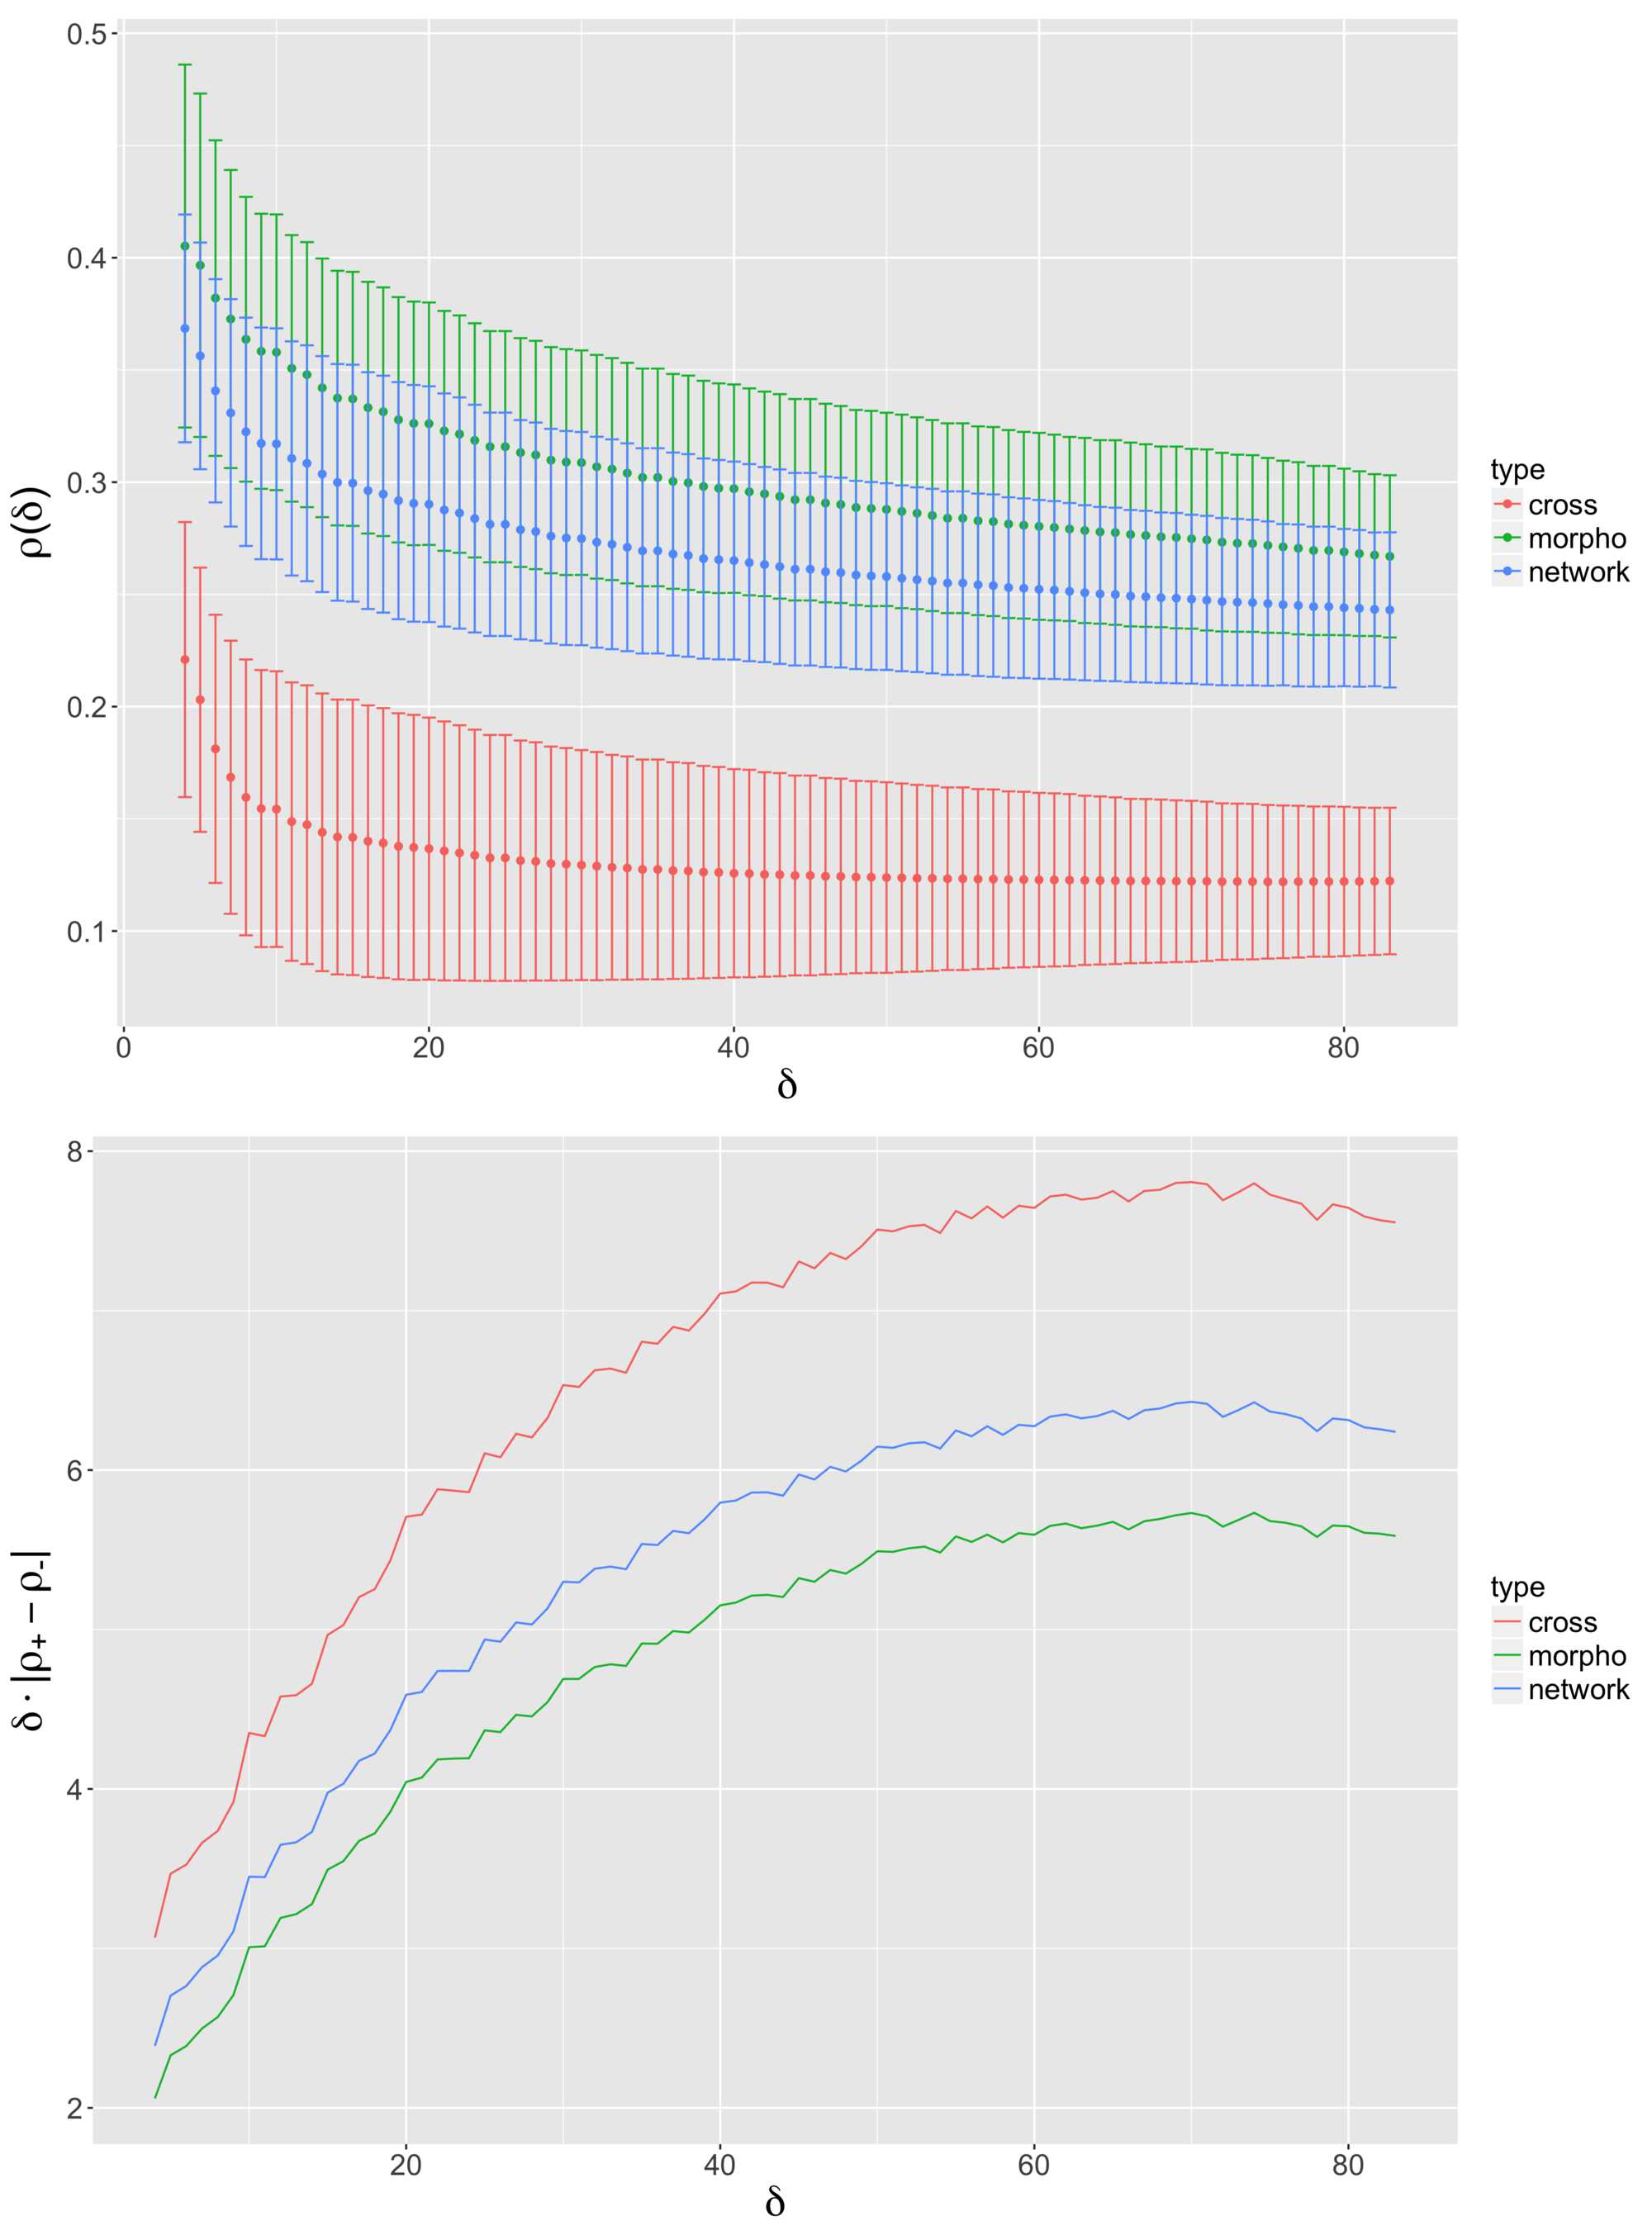 0.5
0.4
0.3
0.2
0.1
ρ(δ)
0 20 40 60 80
δ
type
cross
morpho
network
8
6
4
2
δ · |ρ₊ − ρ₋|
20 40 60 80
δ
type
cross
morpho
network